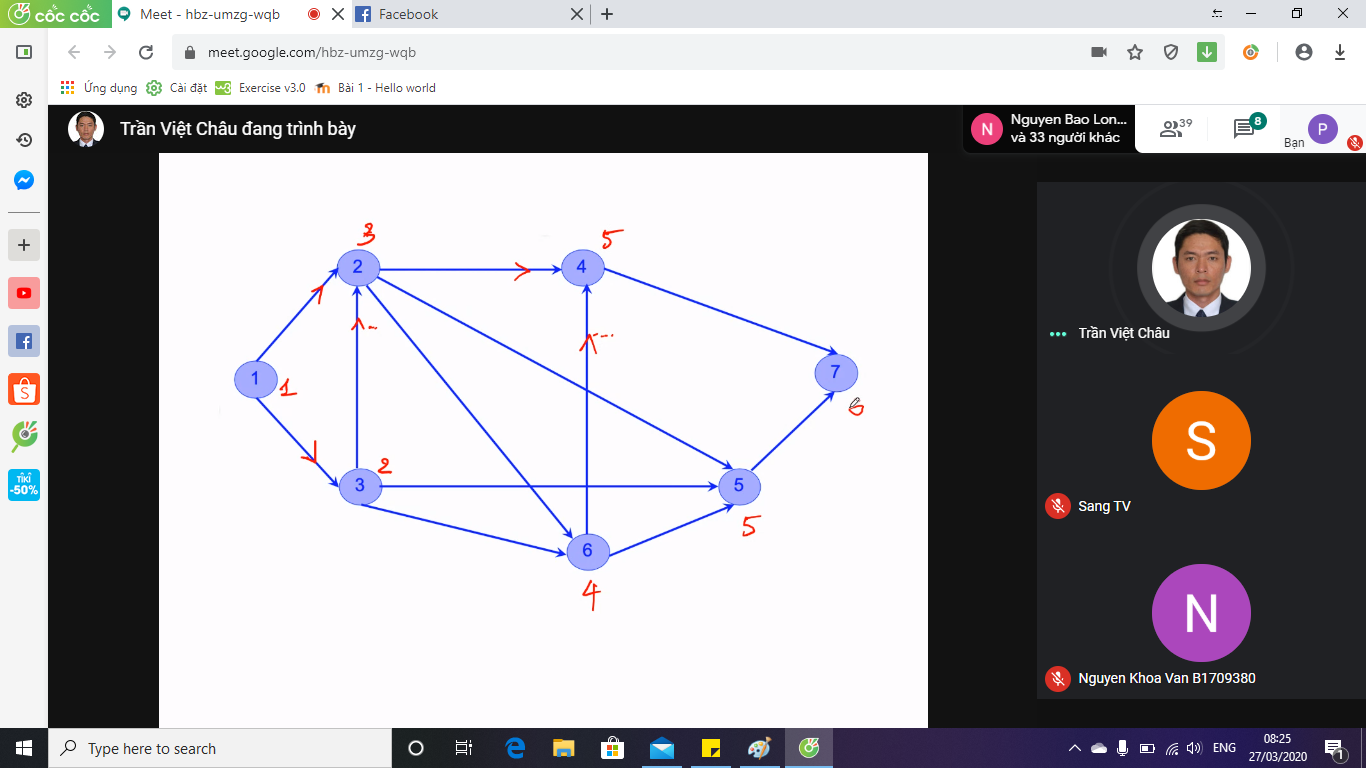 cốc cốc
Meet - hbz-umzg-wqb
Facebook
meet.google.com/hbz-umzg-wqb
Ứng dụng
Cài đặt
Exercise v3.0
Bài 1 - Hello world
Trần Việt Châu đang trình bày
N
Nguyen Bao Lon...
và 33 người khác
39
8
Bạn
P
3
2
5
4
1
1
7
6
2
3
5
5
6
4
Trần Việt Châu
S
Sang TV
N
Nguyen Khoa Van B1709380
S
TIKI
-50%
Type here to search
ENG
08:25
27/03/2020
1